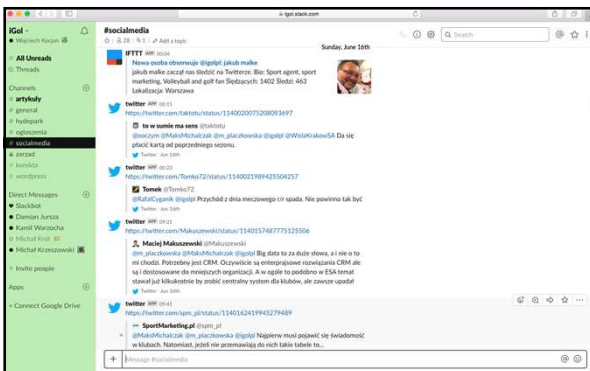 igol.slack.com
iGol
Wojciech Kocjan
All Unreads
Threads
Channels
# artykuły
# general
# hydepark
# ogloszenia
# socialmedia
zarzad
# korekta
# wordpress
Direct Messages
Slackbot
Damian Jursza
Kamil Warzocha
Michał Król
Michał Krzeszowski
+ Invite people
Apps
+ Connect Google Drive
#socialmedia
28
1
Add a topic
Search
Sunday, June 16th
IFTTT APP 00:04
Nowa osoba obserwuje @igolpl: jakub malke
jakub malke zaczął nas śledzić na Twitterze. Bio: Sport agent, sport
marketing, Volleyball and golf fan Śledzących: 1402 Śledzi: 463
Lokalizacja: Warszawa
twitter APP 00:15
https://twitter.com/taktotu/status/1140020075208093697
to w sumie ma sens @taktotu
@ooczym @MaksMichalczak @m_placzkowska @igolpl @WislaKrakowSA Da się
płacić kartą od poprzedniego sezonu.
Twitter Jun 16th
twitter APP 00:23
https://twitter.com/Tomko72/status/1140021989425504257
Tomek @Tomko72
@RafalCyganik @igolpl Przychód z dnia meczowego r/r spada. Nie powinno tak być
Twitter Jun 16th
twitter APP 09:21
https://twitter.com/Makuszewski/status/1140157487775125506
Maciej Makuszewski @Makuszewski
@m_placzkowska @MaksMichalczak @igolpl Big data to za duże słowa, a i nie o to
mi chodzi. Potrzebny jest CRM. Oczywiście są enterprajsowe rozwiązania CRM ale
są i dostosowane do mniejszych organizacji. A w ogóle to podobno w ESA temat
stawał już kilkukrotnie by zrobić centralny system dla klubów, ale zawsze upadał
Twitter Jun 16th
twitter APP 09:41
https://twitter.com/spm_pl/status/1140162419945279489
SportMarketing.pl @spm_pl
@MaksMichalczak @m_placzkowska @igolpl Najpierw musi pojawić się świadomość
w klubach. Natomiast, jeżeli nie przemawiają do nich takie tabele to...
Message #socialmedia